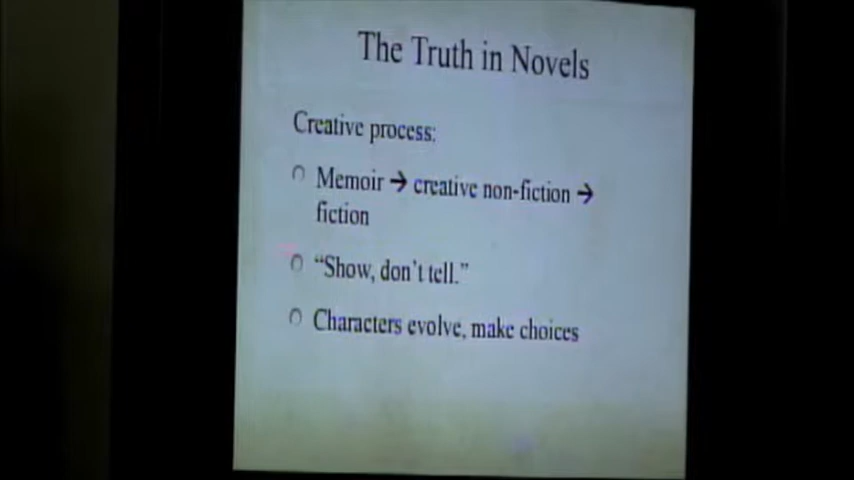 The Truth in Novels
Creative process:
Memoir → creative non-fiction →
fiction
“Show, don’t tell.”
Characters evolve, make choices